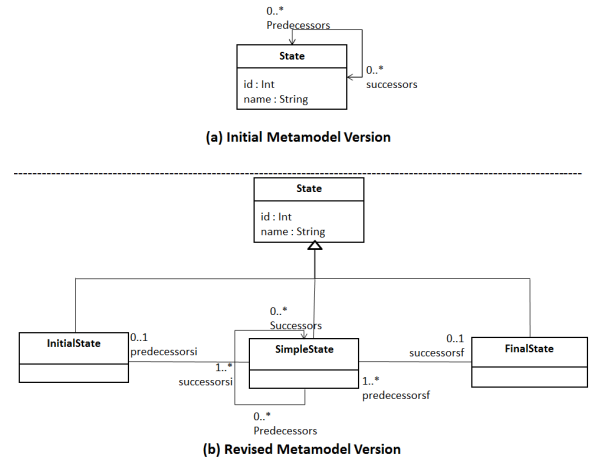 0..*
Predecessors
State
id : Int
name : String
0..*
successors
(a) Initial Metamodel Version
State
id : Int
name : String
0..*
Successors
InitialState
0..1
predecessorsi
1..*
successorsi
SimpleState
0..1
successorsf
FinalState
1..*
predecessorsf
0..*
Predecessors
(b) Revised Metamodel Version